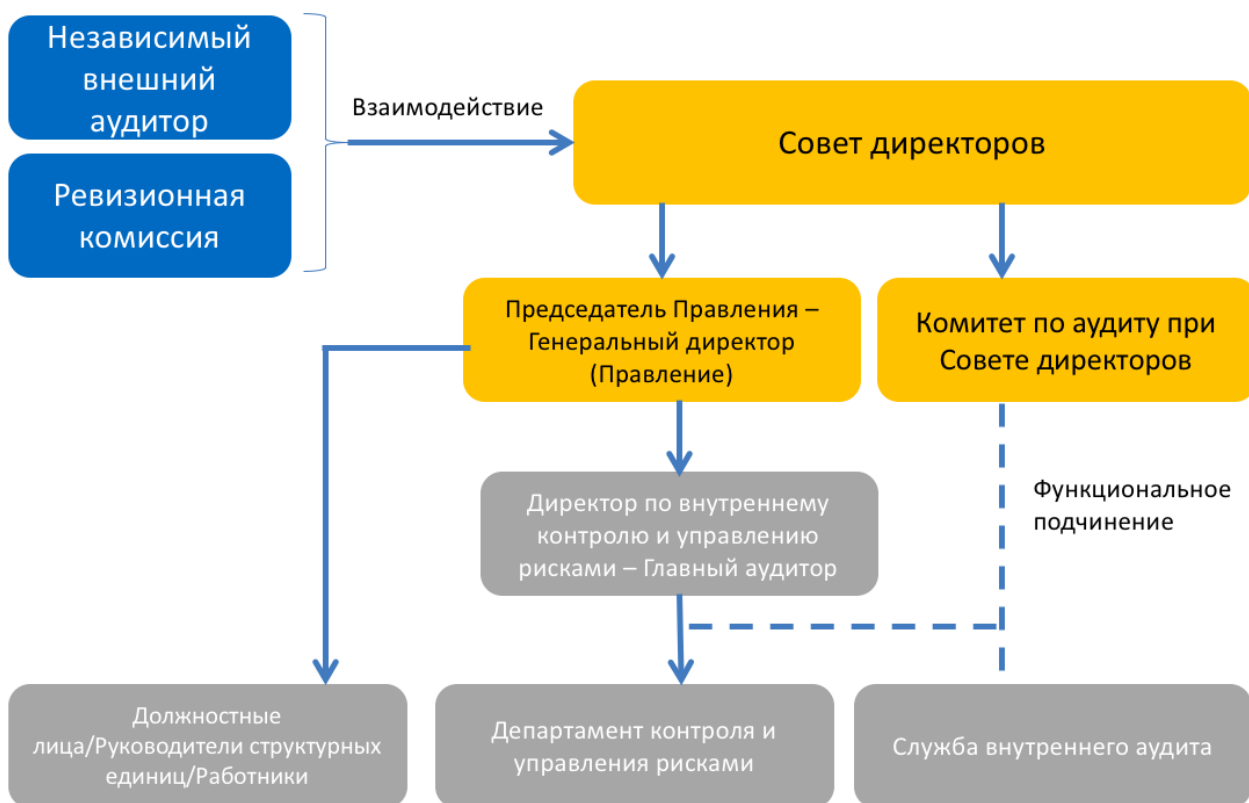 Независимый
внешний
аудитор
Ревизионная
комиссия
Взаимодействие
Совет директоров
Председатель Правления –
Генеральный директор
(Правление)
Комитет по аудиту при
Совете директоров
Директор по внутреннему
контролю и управлению
рисками – Главный аудитор
Функциональное
подчинение
Должностные
лица/Руководители структурных
единиц/Работники
Департамент контроля и
управления рисками
Служба внутреннего аудита